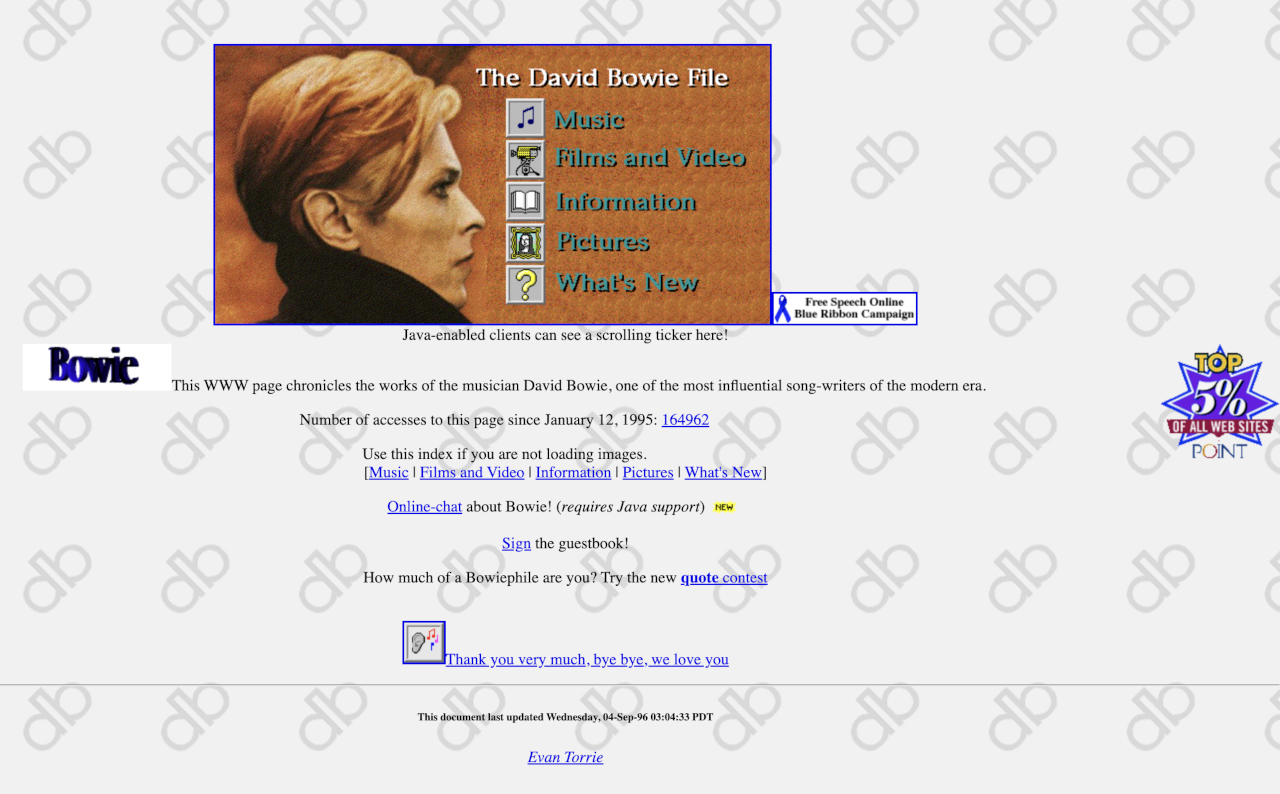 The David Bowie File
Music
Films and Video
Information
Pictures
What's New
Free Speech Online
Blue Ribbon Campaign
Java-enabled clients can see a scrolling ticker here!
Bowie
This WWW page chronicles the works of the musician David Bowie, one of the most influential song-writers of the modern era.
TOP
5%
OF ALL WEB SITES
POINT
Number of accesses to this page since January 12, 1995: 164962
Use this index if you are not loading images.
[Music | Films and Video | Information | Pictures | What's New]
Online-chat about Bowie! (requires Java support) NEW
Sign the guestbook!
How much of a Bowiephile are you? Try the new quote contest
Thank you very much, bye bye, we love you
This document last updated Wednesday, 04-Sep-96 03:04:33 PDT
Evan Torrie